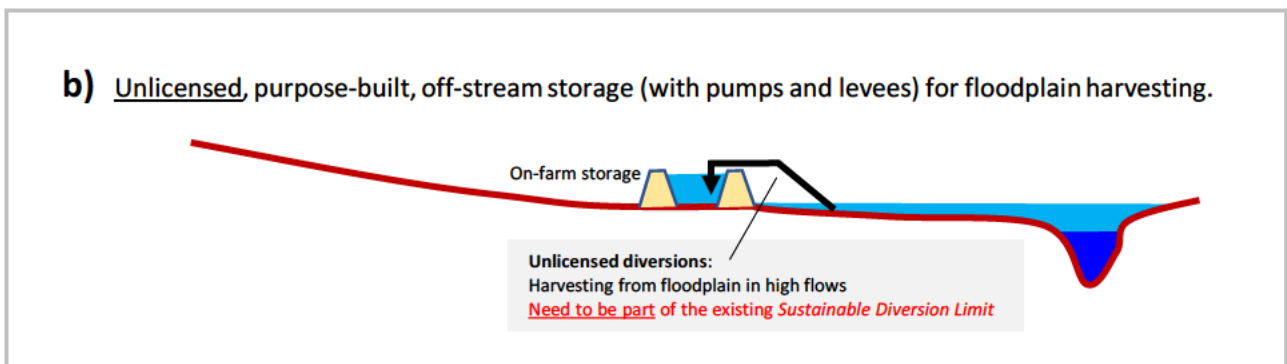 b) Unlicensed, purpose-built, off-stream storage (with pumps and levees) for floodplain harvesting.
On-farm storage
Unlicensed diversions:
Harvesting from floodplain in high flows
Need to be part of the existing Sustainable Diversion Limit